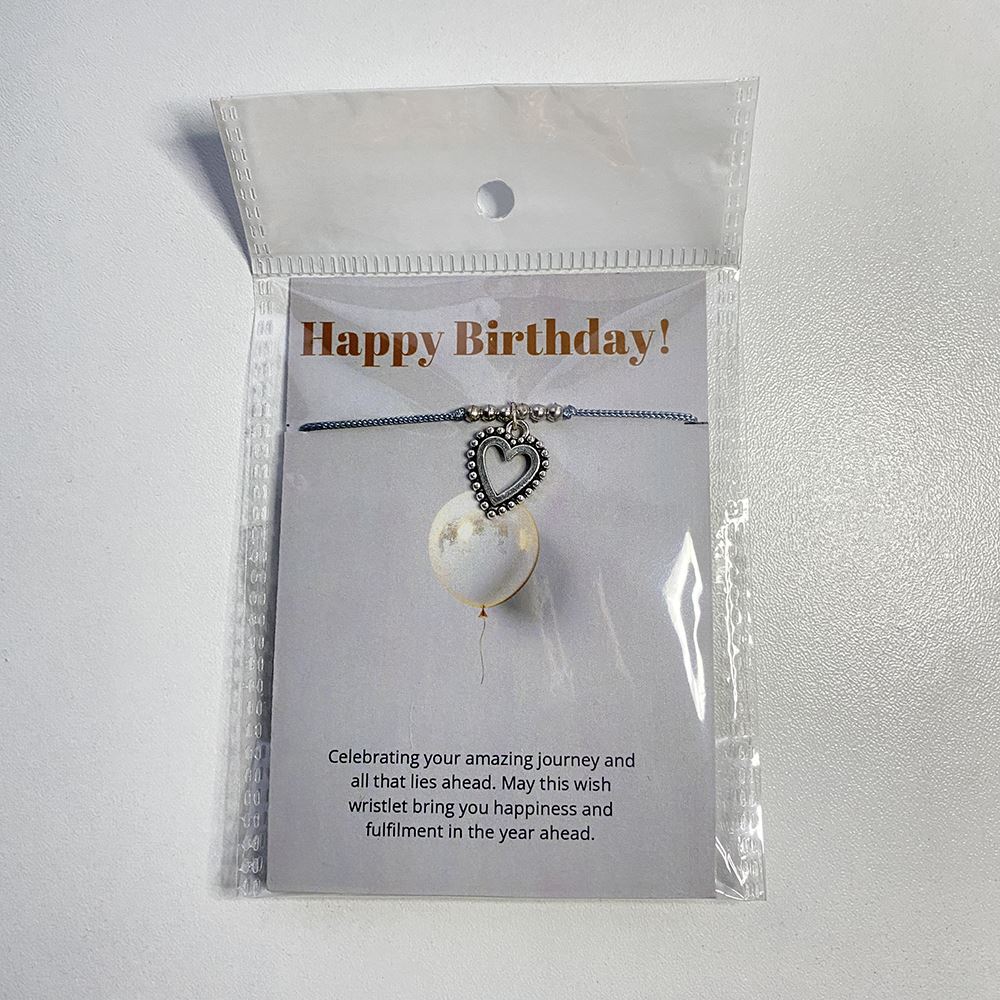 Happy Birthday!
Celebrating your amazing journey and
all that lies ahead. May this wish
wristlet bring you happiness and
fulfilment in the year ahead.